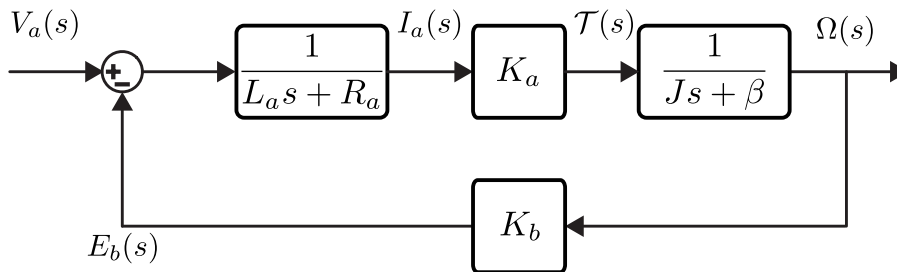 V_a(s)
+
−
1
L_a s + R_a
I_a(s)
K_a
𝒯(s)
1
Js + β
Ω(s)
K_b
E_b(s)